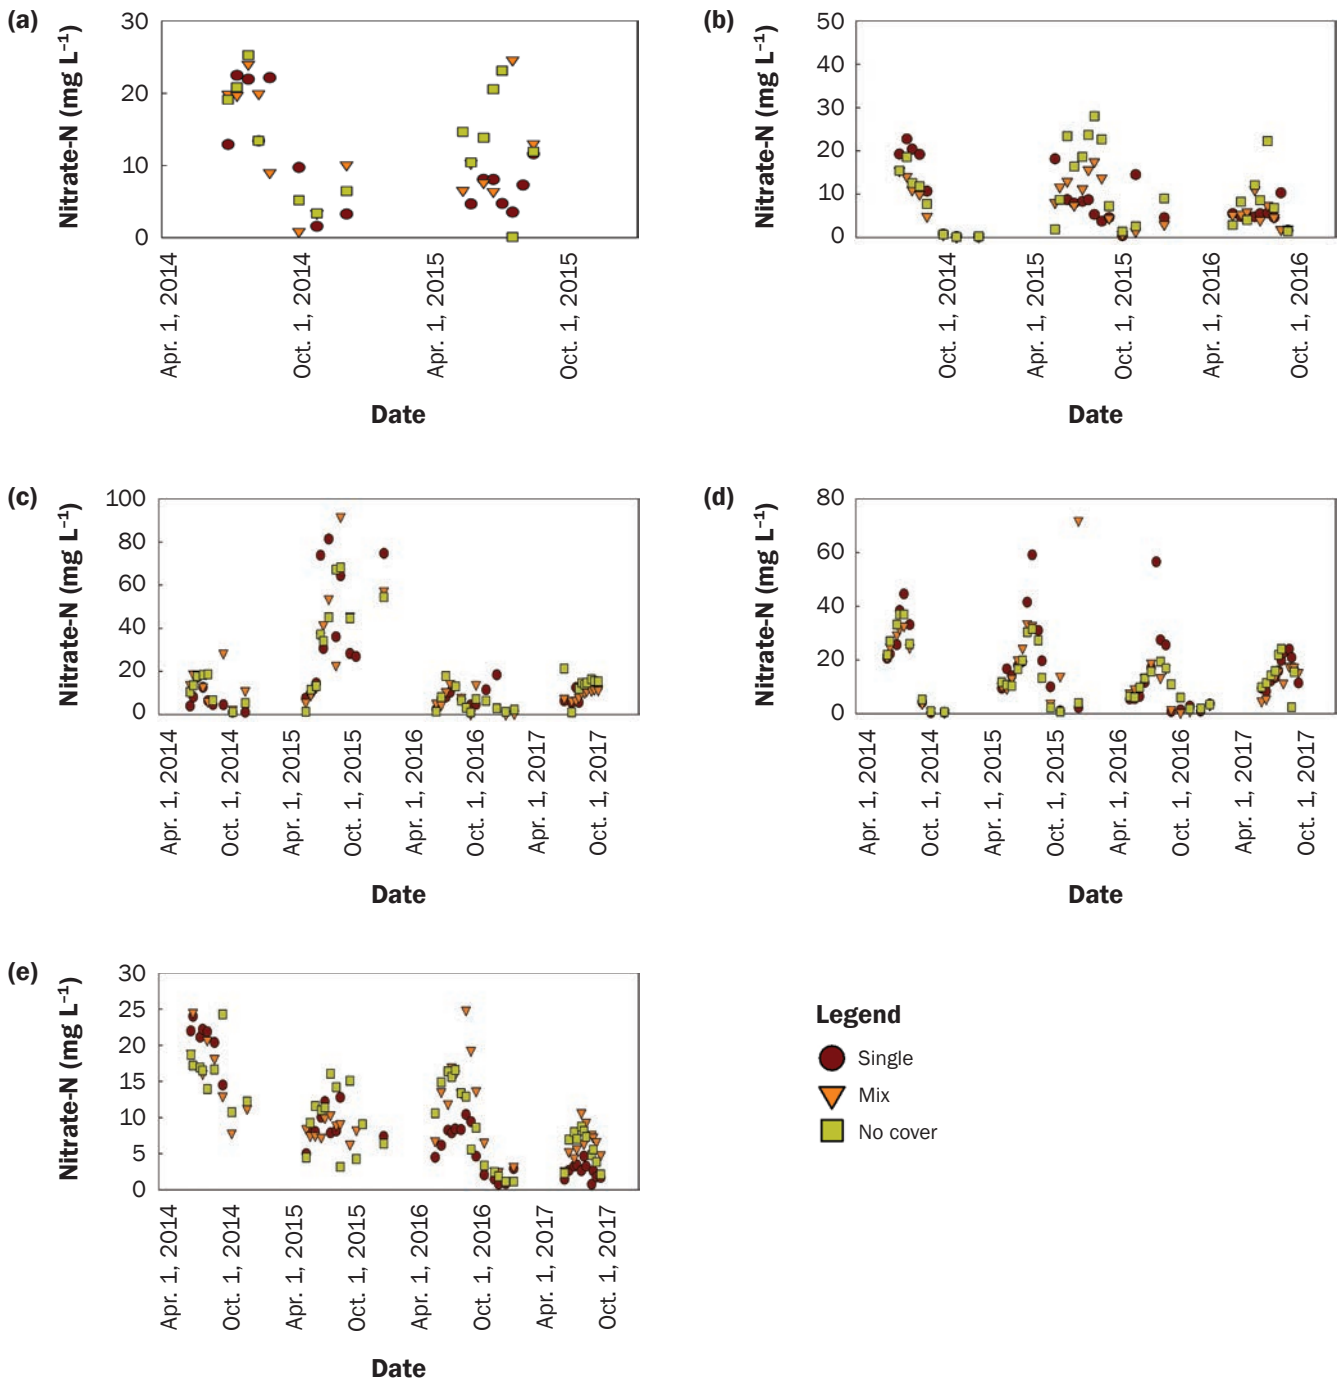 (a)
Nitrate-N (mg L⁻¹)
30
20
10
0
Apr. 1, 2014
Oct. 1, 2014
Apr. 1, 2015
Oct. 1, 2015
Date
(b)
Nitrate-N (mg L⁻¹)
50
40
30
20
10
0
Oct. 1, 2014
Apr. 1, 2015
Oct. 1, 2015
Apr. 1, 2016
Oct. 1, 2016
Date
(c)
Nitrate-N (mg L⁻¹)
100
80
60
40
20
0
Apr. 1, 2014
Oct. 1, 2014
Apr. 1, 2015
Oct. 1, 2015
Apr. 1, 2016
Oct. 1, 2016
Apr. 1, 2017
Oct. 1, 2017
Date
(d)
Nitrate-N (mg L⁻¹)
80
60
40
20
0
Apr. 1, 2014
Oct. 1, 2014
Apr. 1, 2015
Oct. 1, 2015
Apr. 1, 2016
Oct. 1, 2016
Apr. 1, 2017
Oct. 1, 2017
Date
(e)
Nitrate-N (mg L⁻¹)
30
25
20
15
10
5
0
Apr. 1, 2014
Oct. 1, 2014
Apr. 1, 2015
Oct. 1, 2015
Apr. 1, 2016
Oct. 1, 2016
Apr. 1, 2017
Oct. 1, 2017
Date
Legend
Single
Mix
No cover